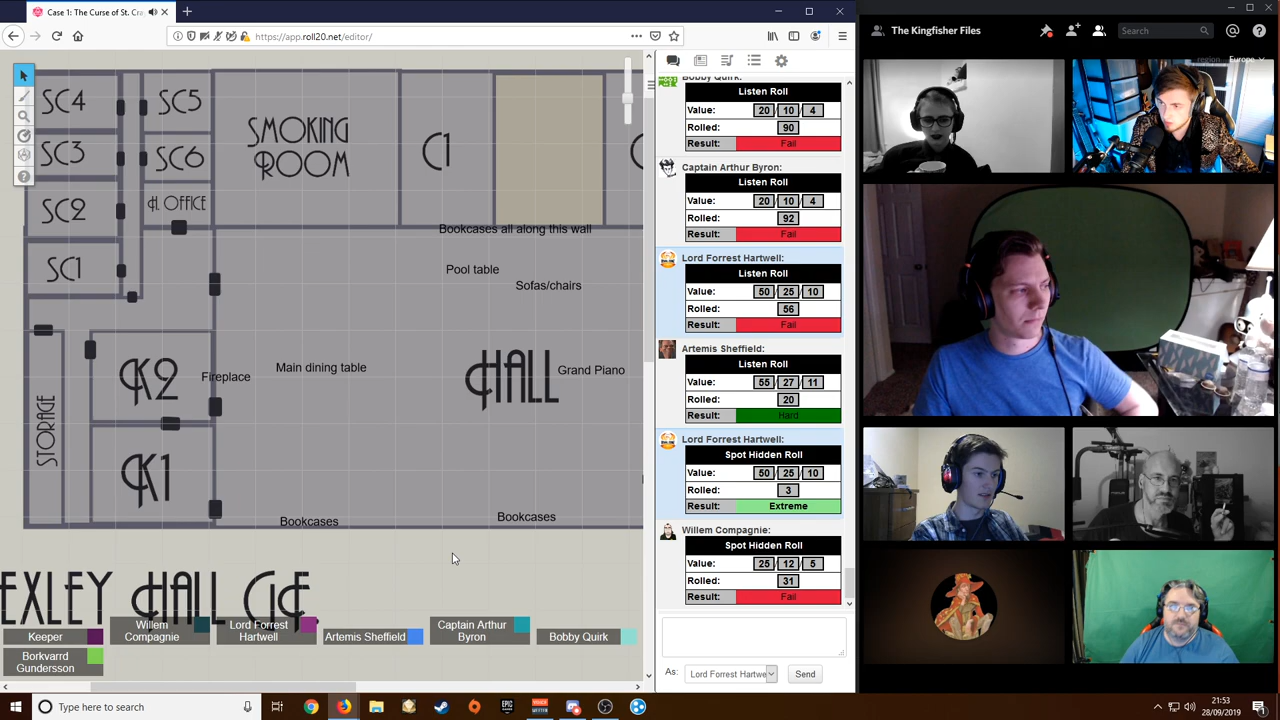 Case 1: The Curse of St. Cra
https://app.roll20.net/editor/
SC4
SC5
SC3
SC6
SC2
H. OFFICE
SC1
SMOKING
ROOM
C1
Bookcases all along this wall
Pool table
Sofas/chairs
Main dining table
K2
Fireplace
HALL
Grand Piano
STORAGE
K1
Bookcases
Bookcases
EXLEY HALL
Keeper
Willem
Compagnie
Lord Forrest
Hartwell
Artemis Sheffield
Captain Arthur
Byron
Bobby Quirk
Borkvarrd
Gundersson
Bobby Quirk:
Listen Roll
Value: 20 10 4
Rolled: 90
Result: Fail
Captain Arthur Byron:
Listen Roll
Value: 20 10 4
Rolled: 92
Result: Fail
Lord Forrest Hartwell:
Listen Roll
Value: 50 25 10
Rolled: 56
Result: Fail
Artemis Sheffield:
Listen Roll
Value: 55 27 11
Rolled: 20
Result: Hard
Lord Forrest Hartwell:
Spot Hidden Roll
Value: 50 25 10
Rolled: 3
Result: Extreme
Willem Compagnie:
Spot Hidden Roll
Value: 25 12 5
Rolled: 31
Result: Fail
As: Lord Forrest Hartwe
Send
The Kingfisher Files
Search
region Europe
Type here to search
21:53
28/09/2019